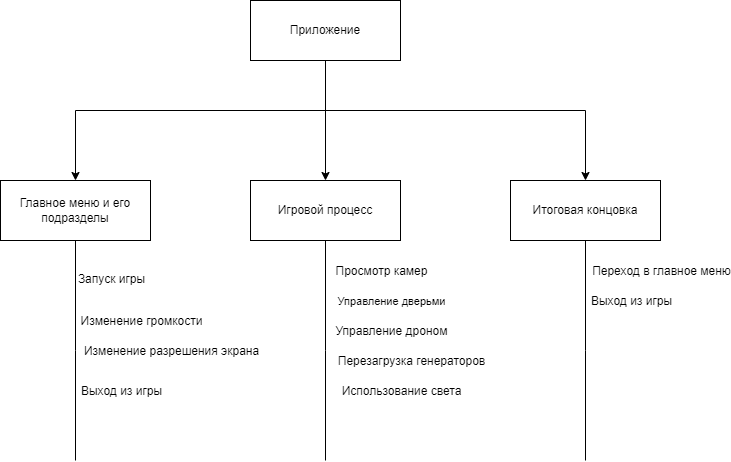 Приложение
Главное меню и его
подразделы
Игровой процесс
Итоговая концовка
Запуск игры
Изменение громкости
Изменение разрешения экрана
Выход из игры
Просмотр камер
Управление дверьми
Управление дроном
Перезагрузка генераторов
Использование света
Переход в главное меню
Выход из игры